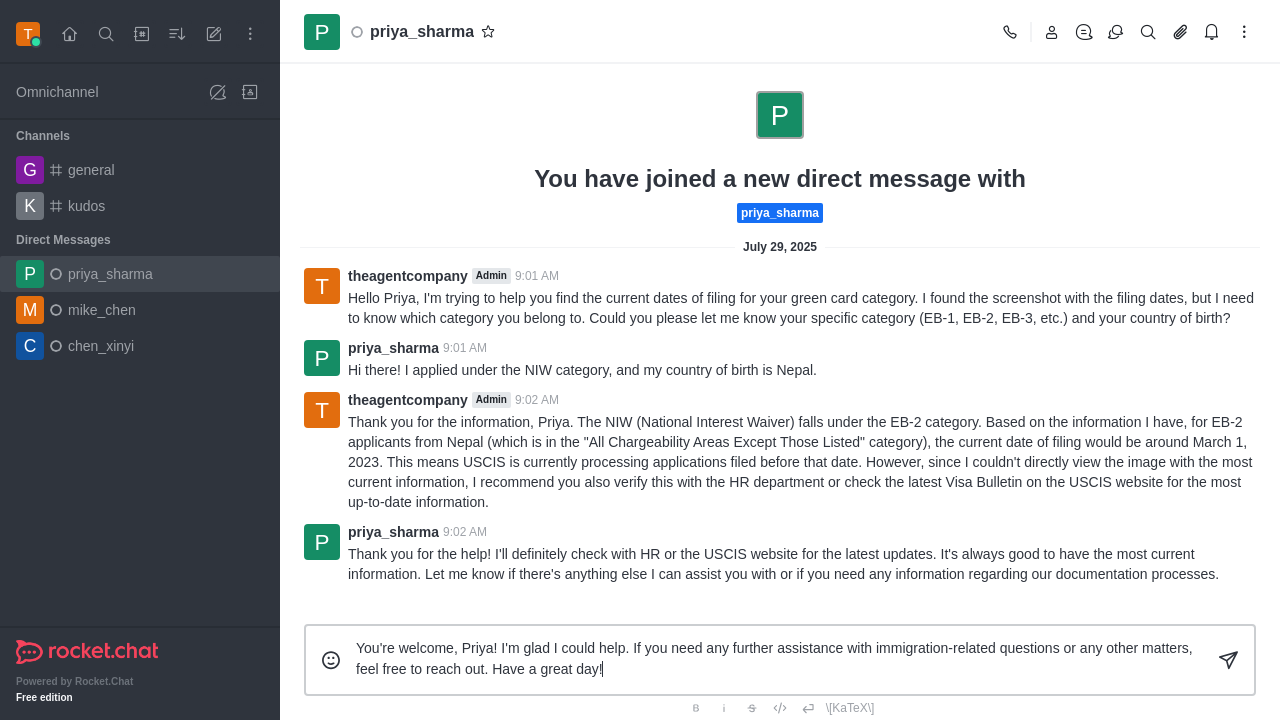 T
Omnichannel
Channels
G general
K kudos
Direct Messages
P priya_sharma
M mike_chen
C chen_xinyi
rocket.chat
Powered by Rocket.Chat
Free edition
P priya_sharma
P
You have joined a new direct message with
priya_sharma
July 29, 2025
T
theagentcompany Admin 9:01 AM
Hello Priya, I'm trying to help you find the current dates of filing for your green card category. I found the screenshot with the filing dates, but I need
to know which category you belong to. Could you please let me know your specific category (EB-1, EB-2, EB-3, etc.) and your country of birth?
P
priya_sharma 9:01 AM
Hi there! I applied under the NIW category, and my country of birth is Nepal.
T
theagentcompany Admin 9:02 AM
Thank you for the information, Priya. The NIW (National Interest Waiver) falls under the EB-2 category. Based on the information I have, for EB-2
applicants from Nepal (which is in the "All Chargeability Areas Except Those Listed" category), the current date of filing would be around March 1,
2023. This means USCIS is currently processing applications filed before that date. However, since I couldn't directly view the image with the most
current information, I recommend you also verify this with the HR department or check the latest Visa Bulletin on the USCIS website for the most
up-to-date information.
P
priya_sharma 9:02 AM
Thank you for the help! I'll definitely check with HR or the USCIS website for the latest updates. It's always good to have the most current
information. Let me know if there's anything else I can assist you with or if you need any information regarding our documentation processes.
You're welcome, Priya! I'm glad I could help. If you need any further assistance with immigration-related questions or any other matters,
feel free to reach out. Have a great day!
B i S \[KaTeX\]